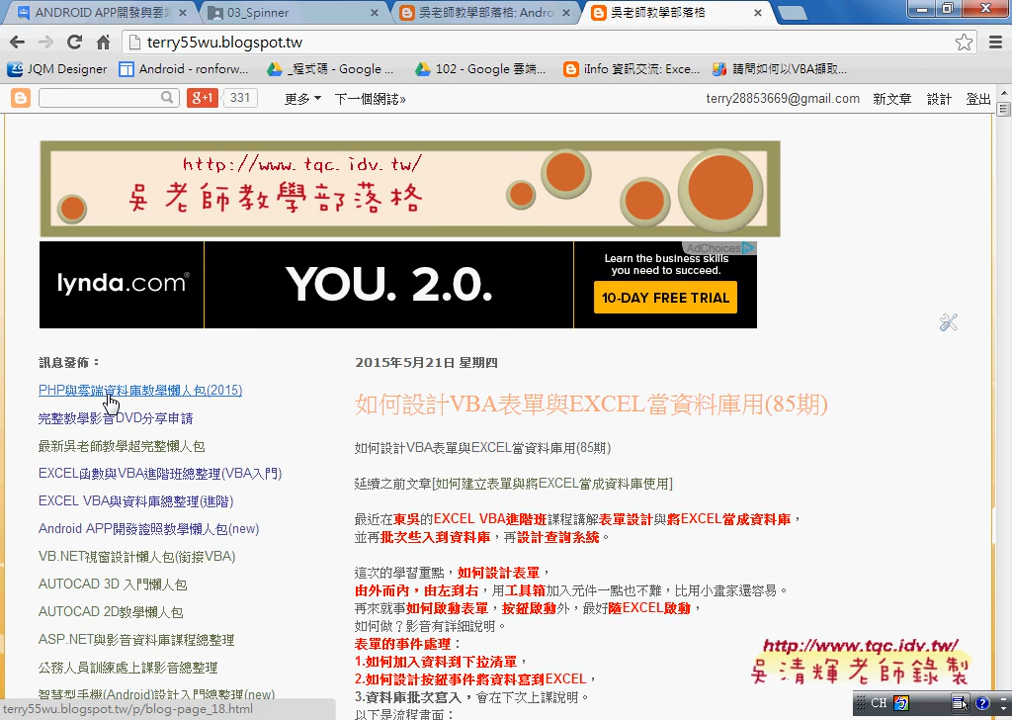 ANDROID APP開發與雲
03_Spinner
吳老師教學部落格: Andro
吳老師教學部落格
terry55wu.blogspot.tw
JQM Designer
Android - ronforw...
_程式碼 - Google ...
102 - Google 雲端...
iInfo 資訊交流: Exce...
請問如何以VBA擷取...
g+1 331
更多
下一個網誌»
terry28853669@gmail.com 新文章 設計 登出
http://www.tqc.idv.tw/
吳老師教學部落格
AdChoices
lynda.com®
YOU. 2.0.
Learn the business skills
you need to succeed.
10-DAY FREE TRIAL
訊息發佈：
PHP與雲端資料庫教學懶人包(2015)
完整教學影音DVD分享申請
最新吳老師教學超完整懶人包
EXCEL函數與VBA進階班總整理(VBA入門)
EXCEL VBA與資料庫總整理(進階)
Android APP開發證照教學懶人包(new)
VB.NET視窗設計懶人包(銜接VBA)
AUTOCAD 3D 入門懶人包
AUTOCAD 2D教學懶人包
ASP.NET與影音資料庫課程總整理
公務人員訓練處上課影音總整理
智慧型手機(Android)設計入門總整理(new)
2015年5月21日 星期四
如何設計VBA表單與EXCEL當資料庫用(85期)
如何設計VBA表單與EXCEL當資料庫用(85期)
延續之前文章[如何建立表單與將EXCEL當成資料庫使用]
最近在東吳的EXCEL VBA進階班課程講解表單設計與將EXCEL當成資料庫，
並再批次些入到資料庫，再設計查詢系統。
這次的學習重點，如何設計表單，
由外而內，由左到右，用工具箱加入元件一點也不難，比用小畫家還容易。
再來就事如何啟動表單，按鈕啟動外，最好隨EXCEL啟動，
如何做？影音有詳細說明。
表單的事件處理：
1.如何加入資料到下拉清單，
2.如何設計按鈕事件將資料寫到EXCEL，
3.資料庫批次寫入，會在下次上課說明。
以下是流程畫面：
http://www.tqc.idv.tw/
吳清輝老師錄製
terry55wu.blogspot.tw/p/blog-page_18.html
CH